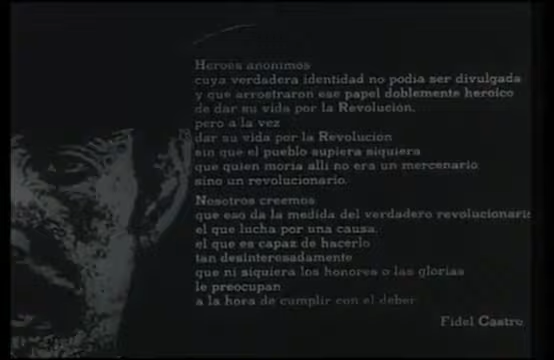 Heroes anonimos
cuya verdadera identidad no podia ser divulgada
y que arrostraron ese papel doblemente heroico
de dar su vida por la Revolución,
pero a la vez
dar su vida por la Revolucion
sin que el pueblo supiera siquiera
que quien moria alli no era un mercenario
sino un revolucionario.
Nosotros creemos
que eso da la medida del verdadero revolucionario
el que lucha por una causa,
el que es capaz de hacerlo
tan desinteresadamente
que ni siquiera los honores o las glorias
le preocupan
a la hora de cumplir con el deber
Fidel Castro